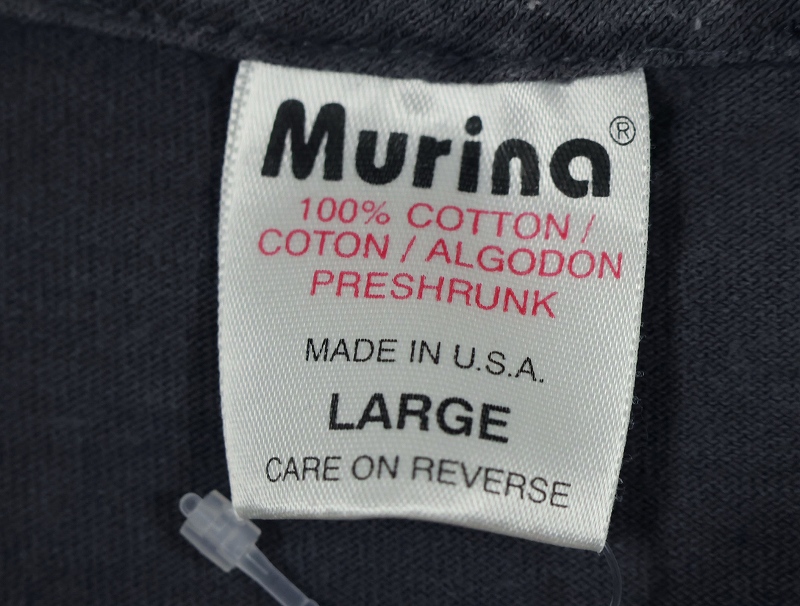 Murina®
100% COTTON /
COTON / ALGODON
PRESHRUNK
MADE IN U.S.A.
LARGE
CARE ON REVERSE